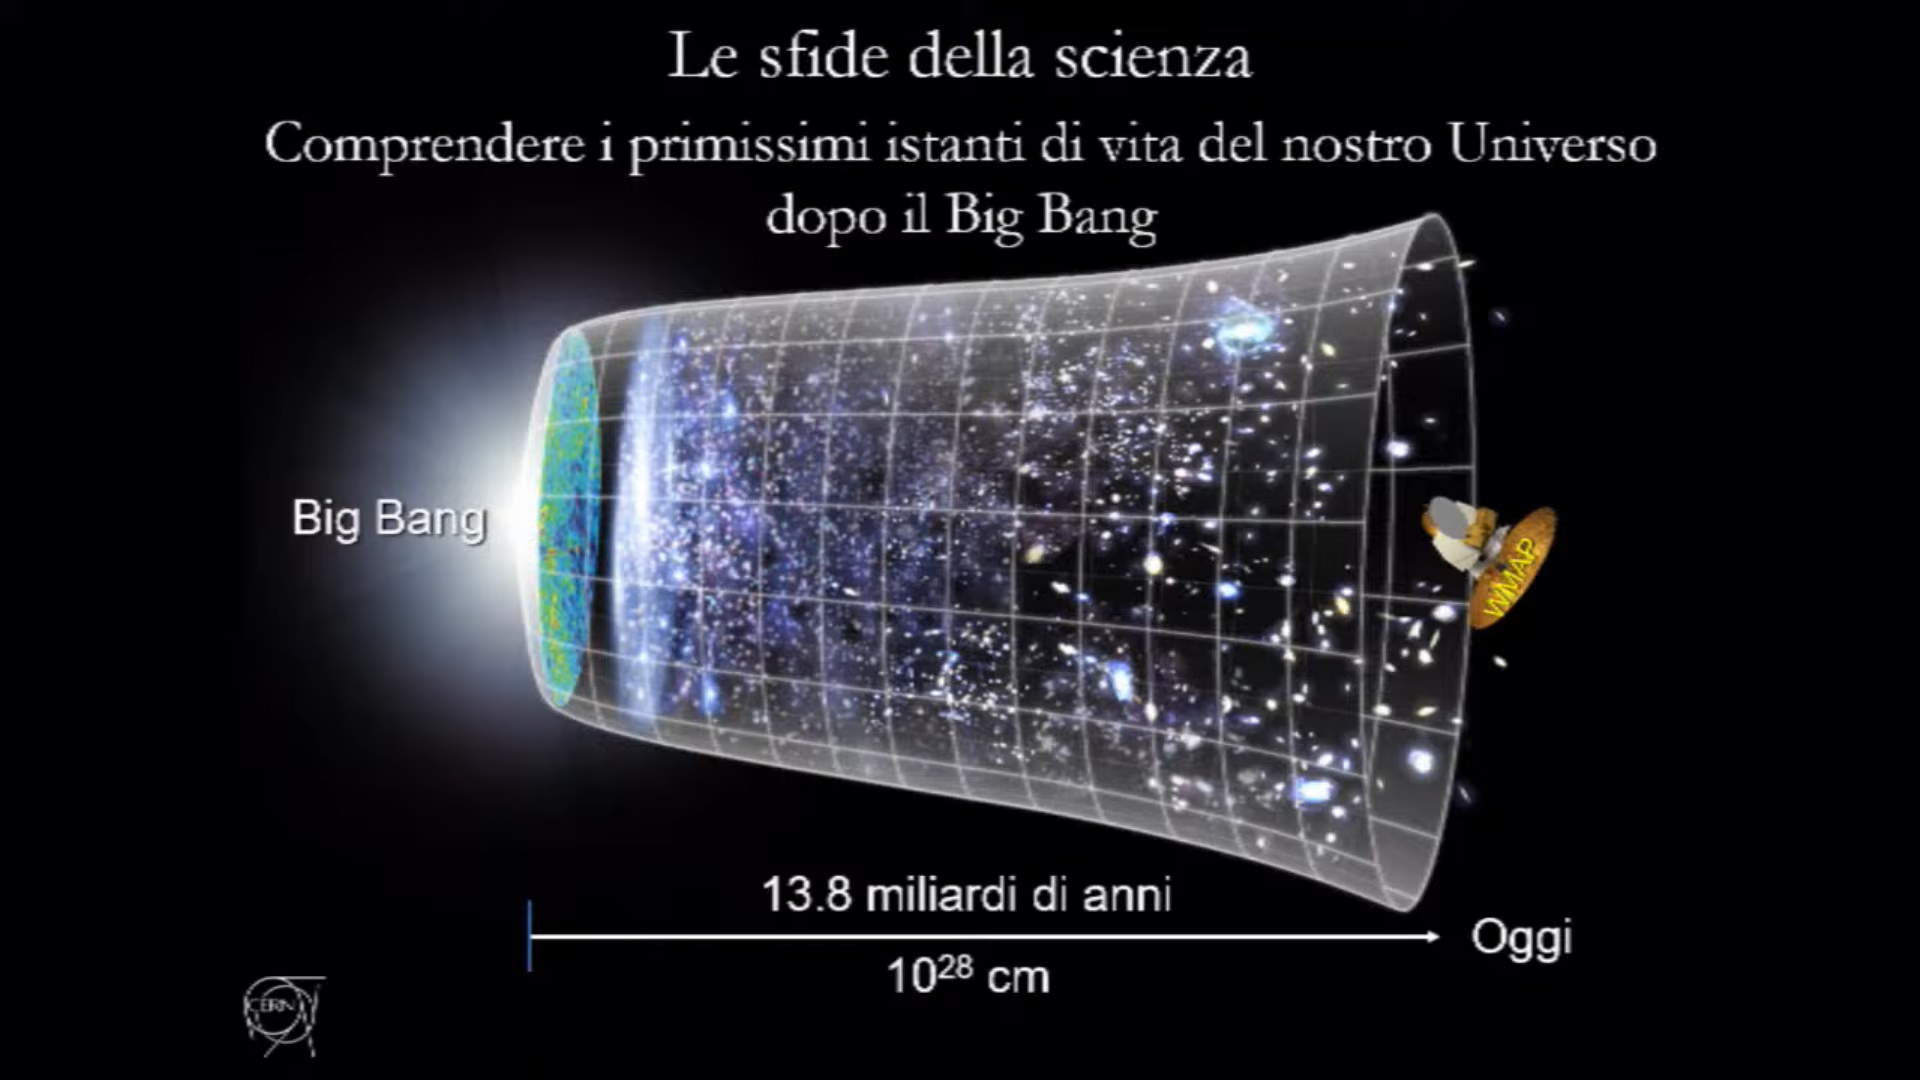 Le sfide della scienza
Comprendere i primissimi istanti di vita del nostro Universo
dopo il Big Bang
Big Bang
WMAP
13.8 miliardi di anni
10²⁸ cm
Oggi
CERN